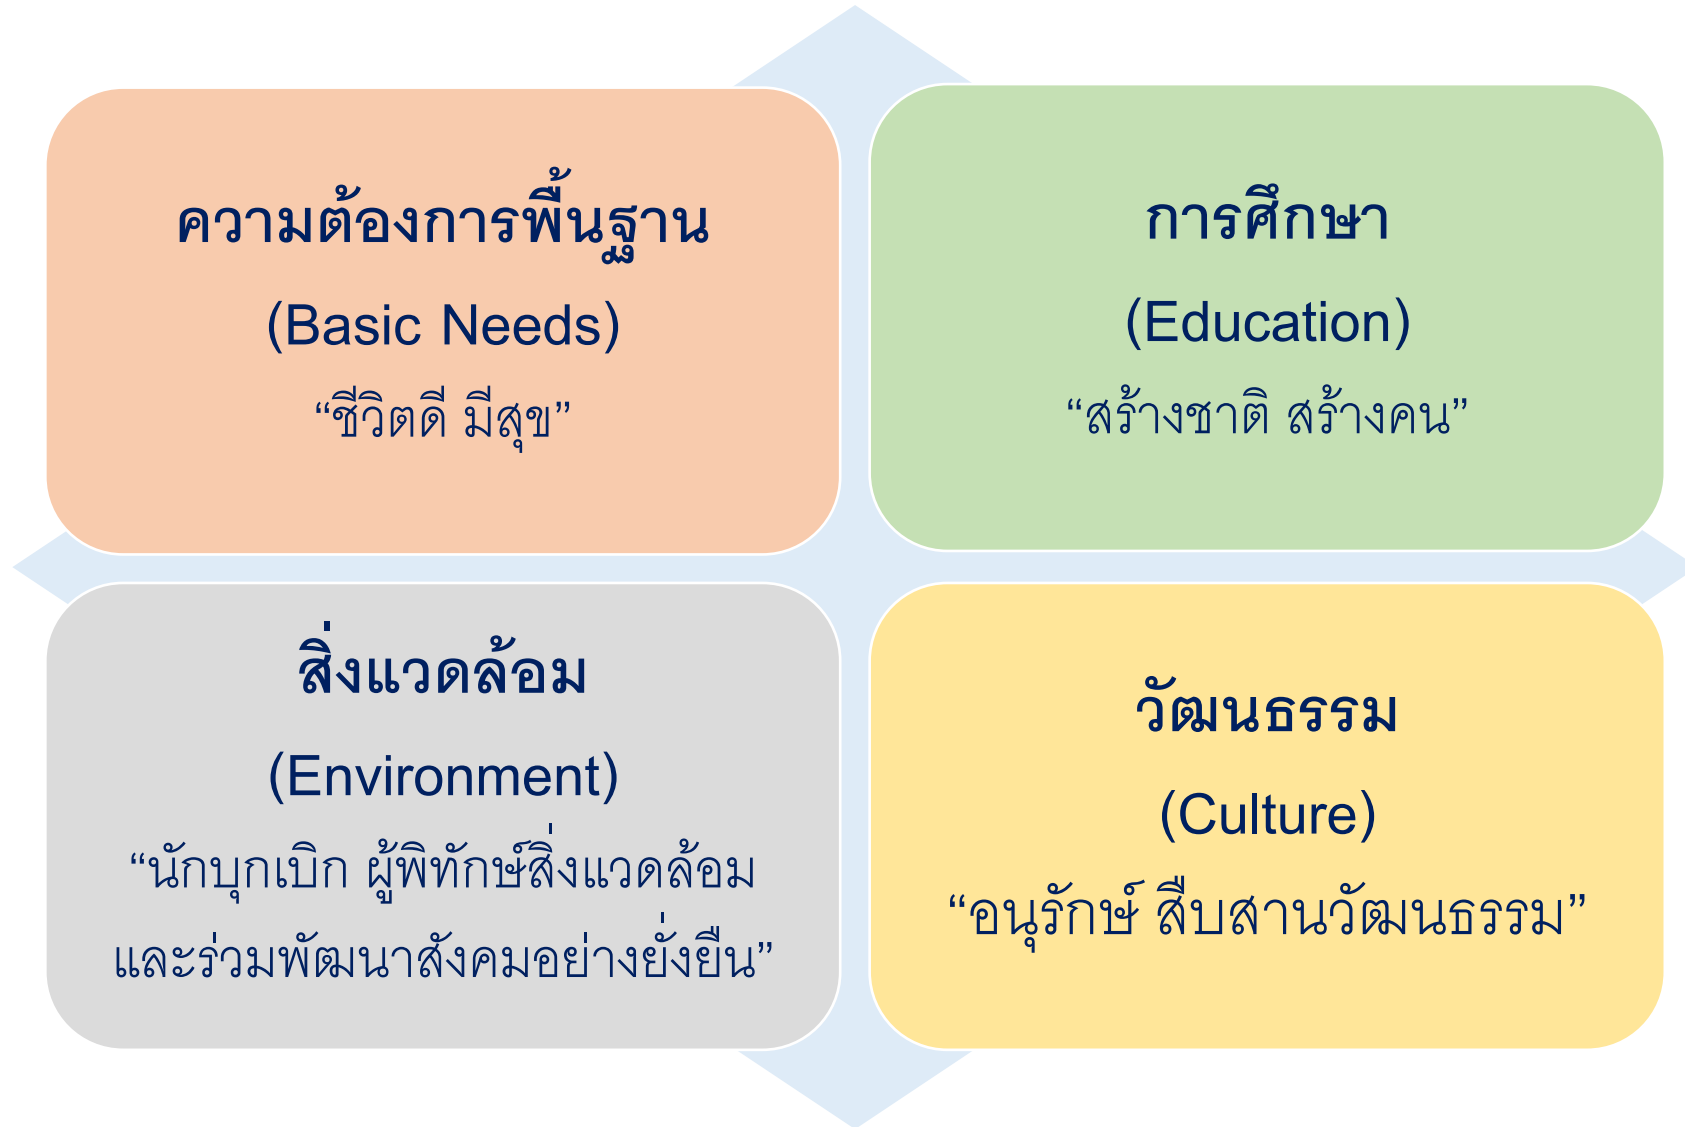 ความต้องการพื้นฐาน
(Basic Needs)
“ชีวิตดี มีสุข”
การศึกษา
(Education)
“สร้างชาติ สร้างคน”
สิ่งแวดล้อม
(Environment)
“นักบุกเบิก ผู้พิทักษ์สิ่งแวดล้อม
และร่วมพัฒนาสังคมอย่างยั่งยืน”
วัฒนธรรม
(Culture)
“อนุรักษ์ สืบสานวัฒนธรรม”